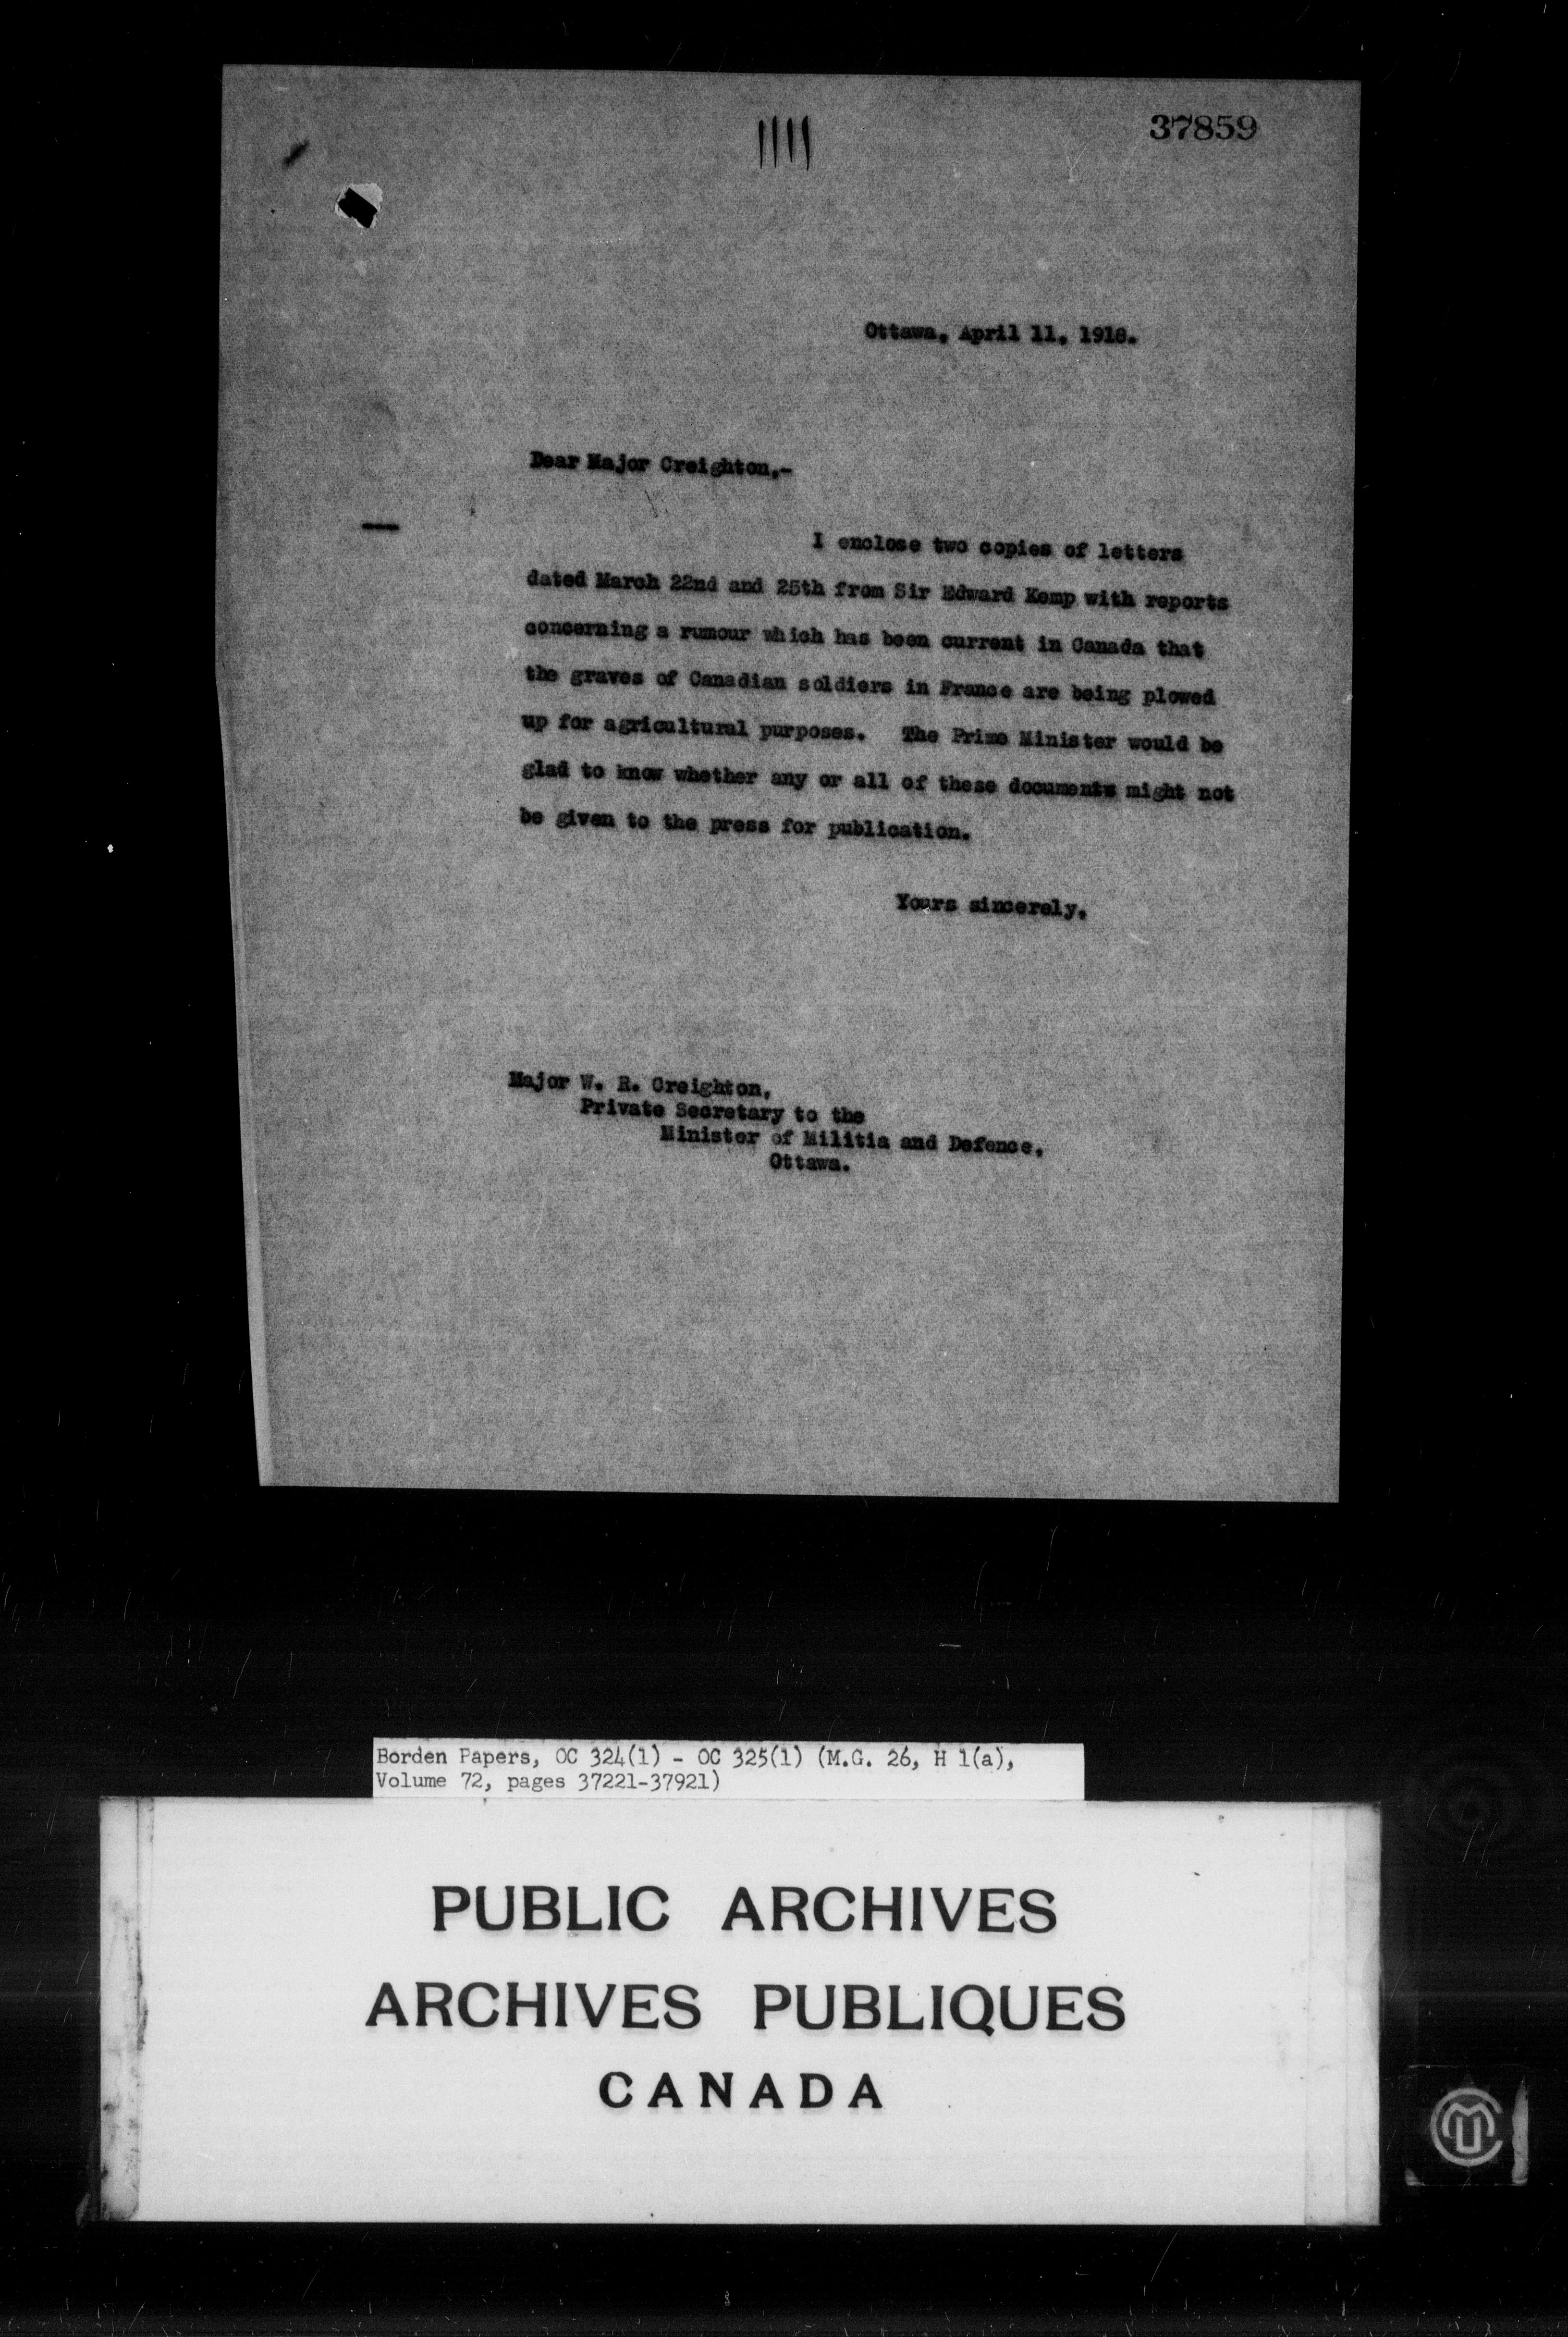 37859
Ottawa, April 11, 1918.
Dear Major Creighton,-
I enclose two copies of letters
dated March 22nd and 25th from Sir Edward Kemp with reports
concerning a rumour which has been current in Canada that
the graves of Canadian soldiers in France are being plowed
up for agricultural purposes. The Prime Minister would be
glad to know whether any or all of these documents might not
be given to the press for publication.
Yours sincerely,
Major W. R. Creighton,
Private Secretary to the
Minister of Militia and Defence,
Ottawa.
Borden Papers, OC 324(1) - OC 325(1) (M.G. 26, H 1(a),
Volume 72, pages 37221-37921)
PUBLIC ARCHIVES
ARCHIVES PUBLIQUES
CANADA